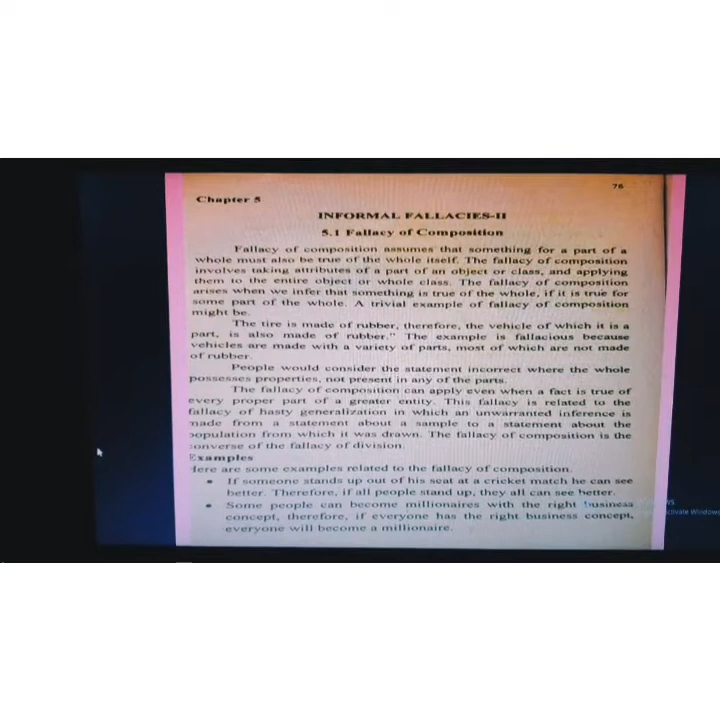 76
Chapter 5
INFORMAL FALLACIES-II
5.1 Fallacy of Composition
Fallacy of composition assumes that something for a part of a
whole must also be true of the whole itself. The fallacy of composition
involves taking attributes of a part of an object or class, and applying
them to the entire object or whole class. The fallacy of composition
arises when we infer that something is true of the whole, if it is true for
some part of the whole. A trivial example of fallacy of composition
might be.
The tire is made of rubber, therefore, the vehicle of which it is a
part, is also made of rubber." The example is fallacious because
vehicles are made with a variety of parts, most of which are not made
of rubber.
People would consider the statement incorrect where the whole
possesses properties, not present in any of the parts.
The fallacy of composition can apply even when a fact is true of
every proper part of a greater entity. This fallacy is related to the
fallacy of hasty generalization in which an unwarranted inference is
made from a statement about a sample to a statement about the
population from which it was drawn. The fallacy of composition is the
converse of the fallacy of division.
Examples
Here are some examples related to the fallacy of composition.
• If someone stands up out of his seat at a cricket match he can see
better. Therefore, if all people stand up, they all can see better.
• Some people can become millionaires with the right business
concept, therefore, if everyone has the right business concept,
everyone will become a millionaire.
ctivate Window